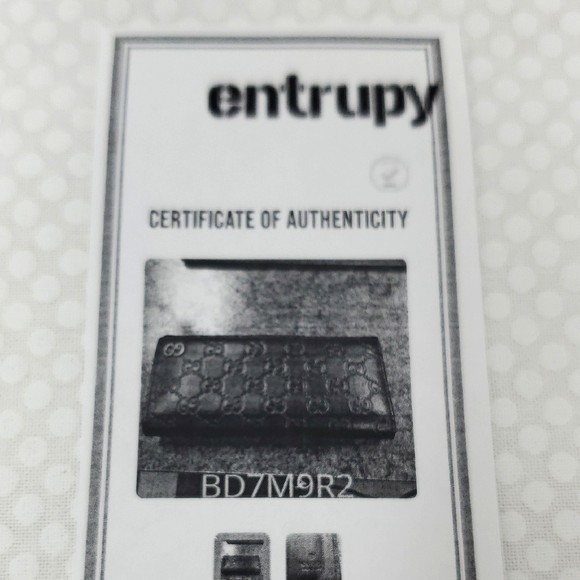 entrupy
CERTIFICATE OF AUTHENTICITY
BD7M9R2